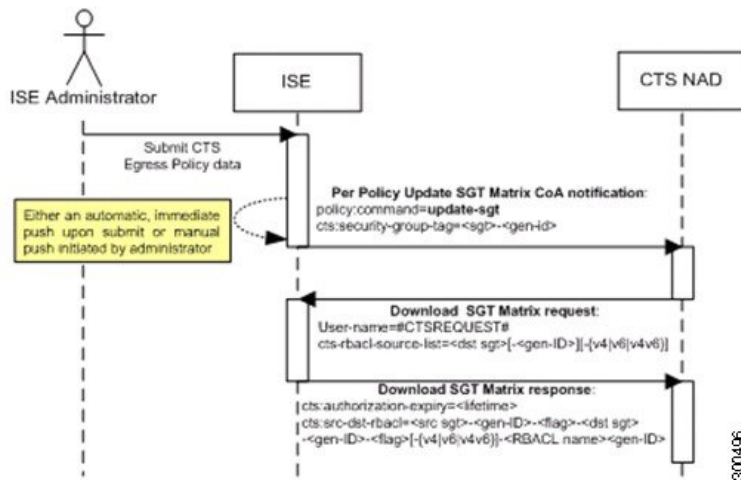 ISE Administrator
ISE
CTS NAD
Submit CTS
Egress Policy data
Either an automatic, immediate
push upon submit or manual
push initiated by administrator
Per Policy Update SGT Matrix CoA notification:
policy:command=update-sgt
cts:security-group-tag=<sgt>-<gen-id>
Download SGT Matrix request:
User-name=#CTSREQUEST#
cts-rbacl-source-list=<dst sgt>[-<gen-ID>][-{v4|v6|v4v6}]
Download SGT Matrix response:
cts:authorization-expiry=<lifetime>
cts:src-dst-rbacl=<src sgt>-<gen-ID>-<flag>-<dst sgt>
-<gen-ID>-<flag>[-{v4|v6|v4v6}]-<RBACL name><gen-ID>
300496